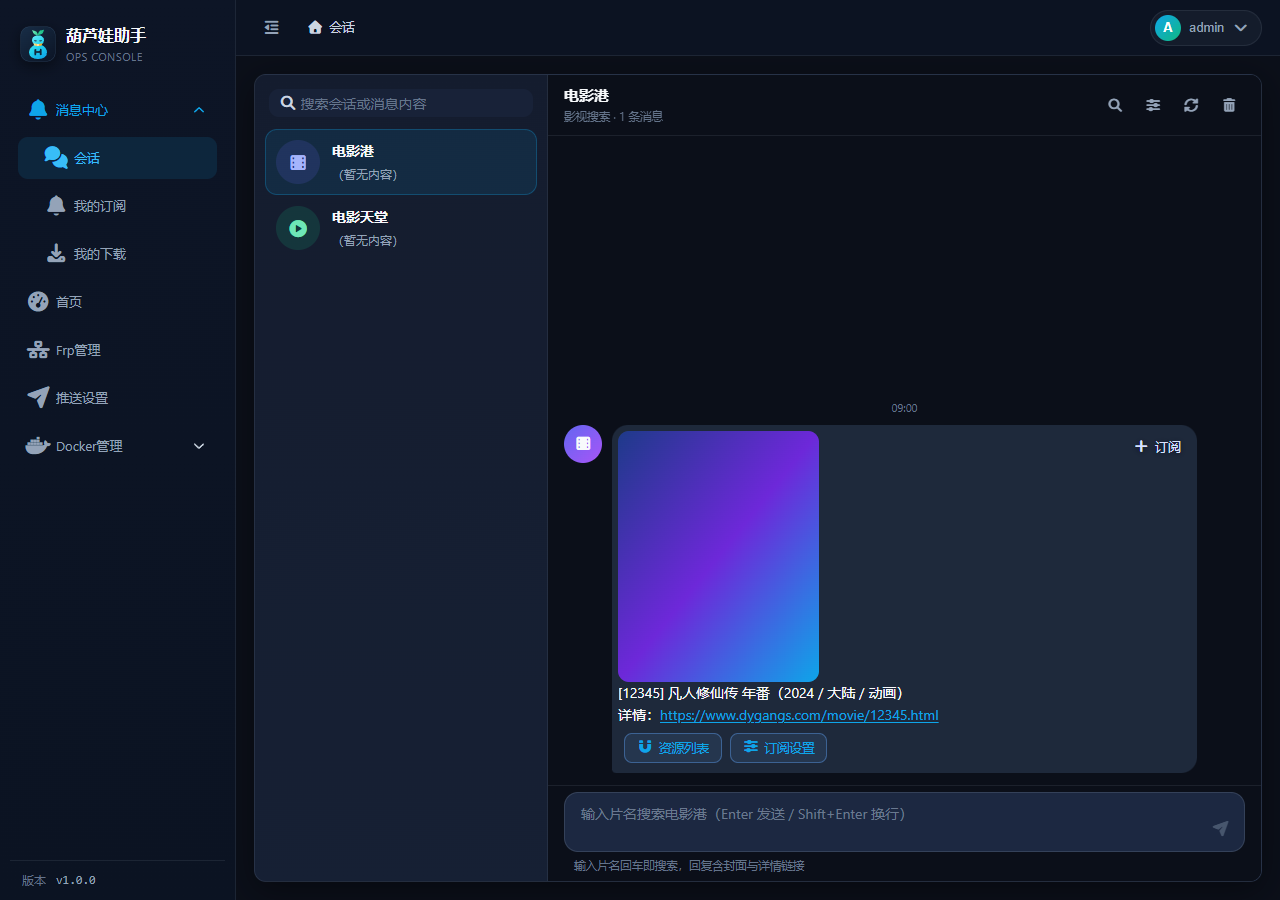 葫芦娃助手
OPS CONSOLE
消息中心
会话
我的订阅
我的下载
首页
Frp管理
推送设置
Docker管理
版本 v1.0.0
会话
A admin
搜索会话或消息内容
电影港
(暂无内容)
电影天堂
(暂无内容)
电影港
影视搜索 · 1 条消息
09:00
订阅
[12345] 凡人修仙传 年番（2024 / 大陆 / 动画）
详情：https://www.dygangs.com/movie/12345.html
资源列表 订阅设置
输入片名搜索电影港（Enter 发送 / Shift+Enter 换行）
输入片名回车即搜索，回复含封面与详情链接